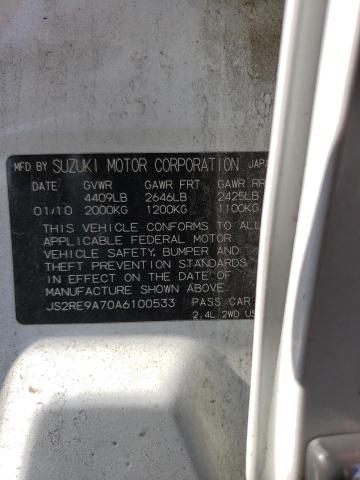 MFD BY SUZUKI MOTOR CORPORATION JAPA
DATE GVWR GAWR FRT GAWR RR
4409LB 2646LB 2425LB
01/10 2000KG 1200KG 1100KG
THIS VEHICLE CONFORMS TO ALL
APPLICABLE FEDERAL MOTOR
VEHICLE SAFETY, BUMPER AND
THEFT PREVENTION STANDARDS
IN EFFECT ON THE DATE OF
MANUFACTURE SHOWN ABOVE.
JS2RE9A70A6100533 PASS CAR
2.4L 2WD US